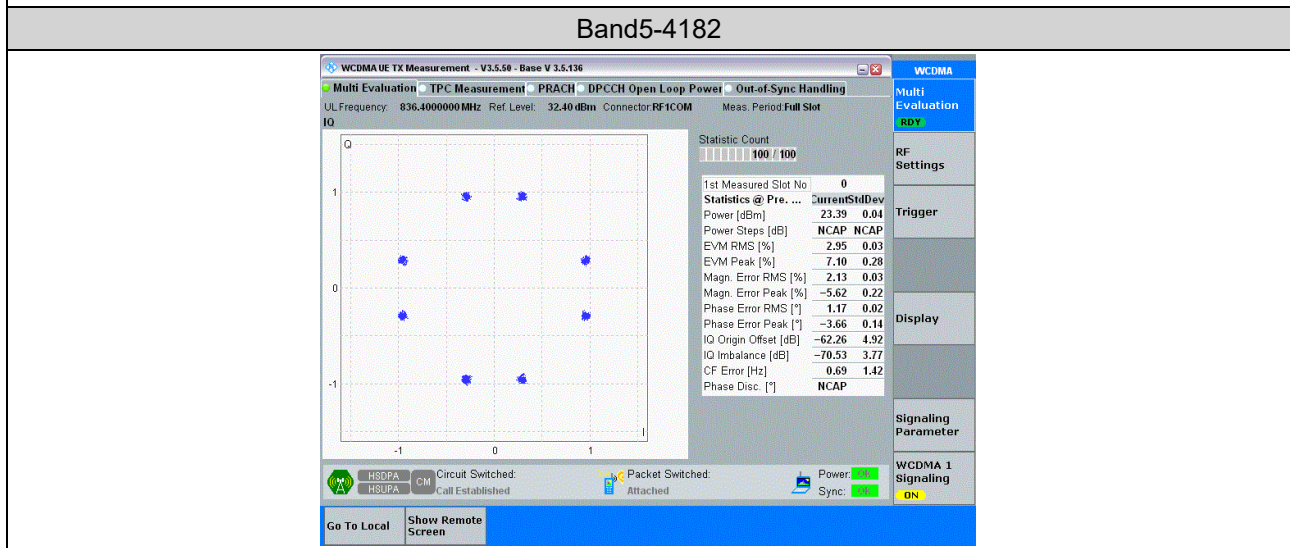 Band5-4182
WCDMA UE TX Measurement - V3.5.50 - Base V 3.5.136
Multi Evaluation TPC Measurement PRACH DPCCH Open Loop Power Out-of-Sync Handling
UL Frequency: 836.4000000 MHz Ref. Level: 32.40 dBm Connector: RF1COM Meas. Period: Full Slot
IQ
Q
1
0
-1
-1 0 1
I
Statistic Count
100 / 100
1st Measured Slot No 0
Statistics @ Pre. ... Current StdDev
Power [dBm] 23.39 0.04
Power Steps [dB] NCAP NCAP
EVM RMS [%] 2.95 0.03
EVM Peak [%] 7.10 0.28
Magn. Error RMS [%] 2.13 0.03
Magn. Error Peak [%] −5.62 0.22
Phase Error RMS [°] 1.17 0.02
Phase Error Peak [°] −3.66 0.14
IQ Origin Offset [dB] −62.26 4.92
IQ Imbalance [dB] −70.53 3.77
CF Error [Hz] 0.69 1.42
Phase Disc. [°] NCAP
HSDPA
HSUPA
CM
Circuit Switched:
Call Established
Packet Switched:
Attached
Power: OK
Sync: OK
WCDMA
Multi
Evaluation
RDY
RF
Settings
Trigger
Display
Signaling
Parameter
WCDMA 1
Signaling
ON
Go To Local
Show Remote
Screen